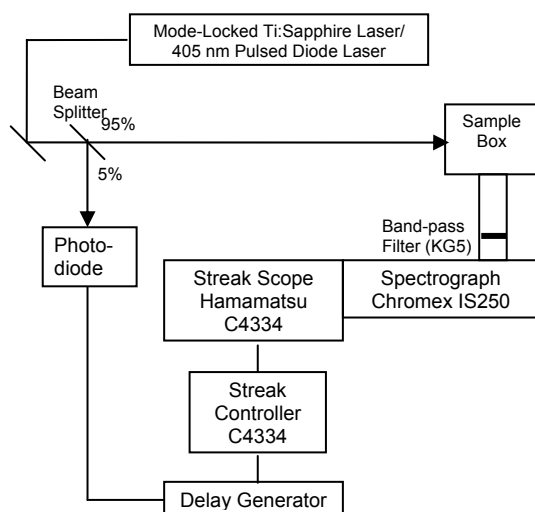 Mode-Locked Ti:Sapphire Laser/
405 nm Pulsed Diode Laser
Beam
Splitter
95%
5%
Sample
Box
Photo-
diode
Band-pass
Filter (KG5)
Streak Scope
Hamamatsu
C4334
Spectrograph
Chromex IS250
Streak
Controller
C4334
Delay Generator